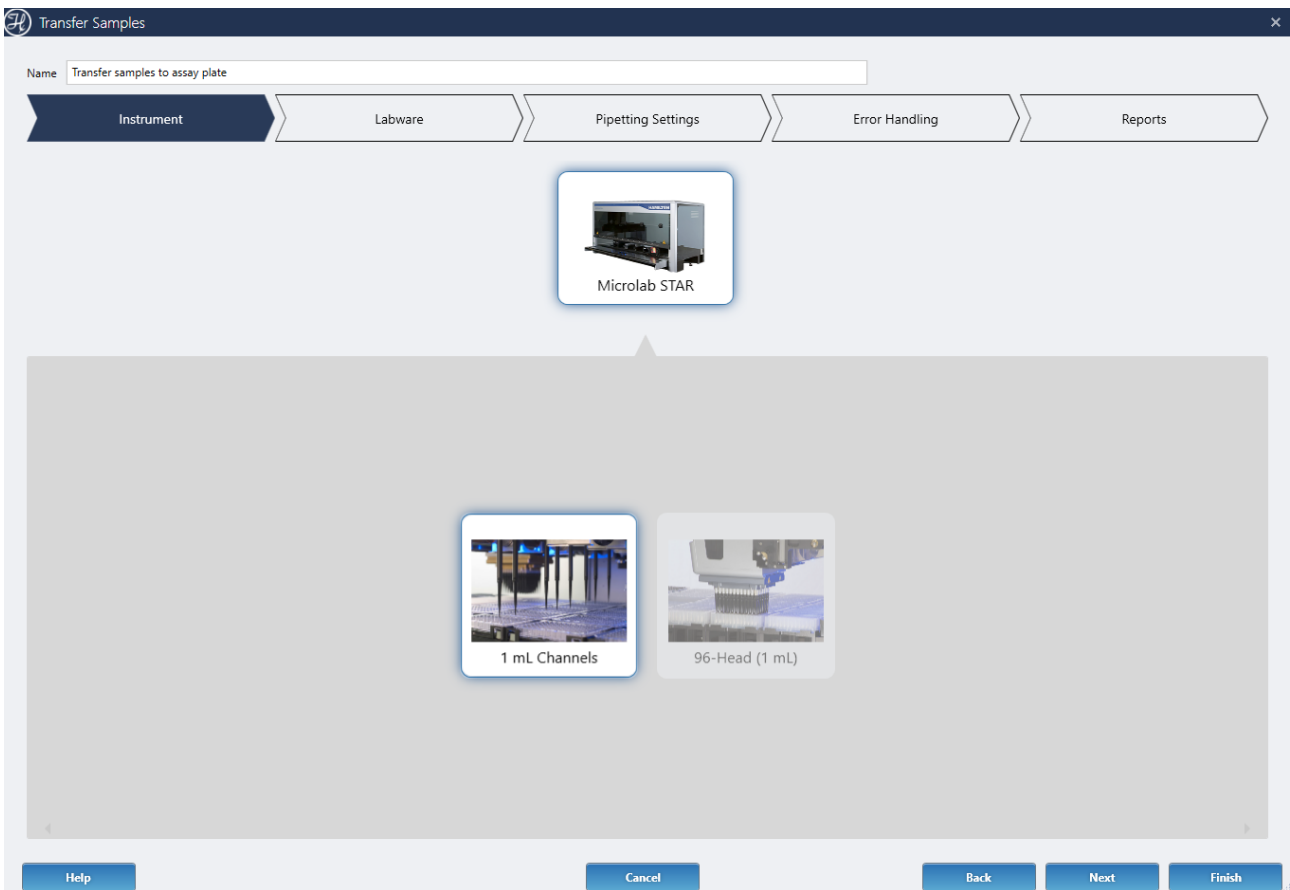 Transfer Samples
Name Transfer samples to assay plate
Instrument Labware Pipetting Settings Error Handling Reports
Microlab STAR
1 mL Channels 96-Head (1 mL)
Help Cancel Back Next Finish